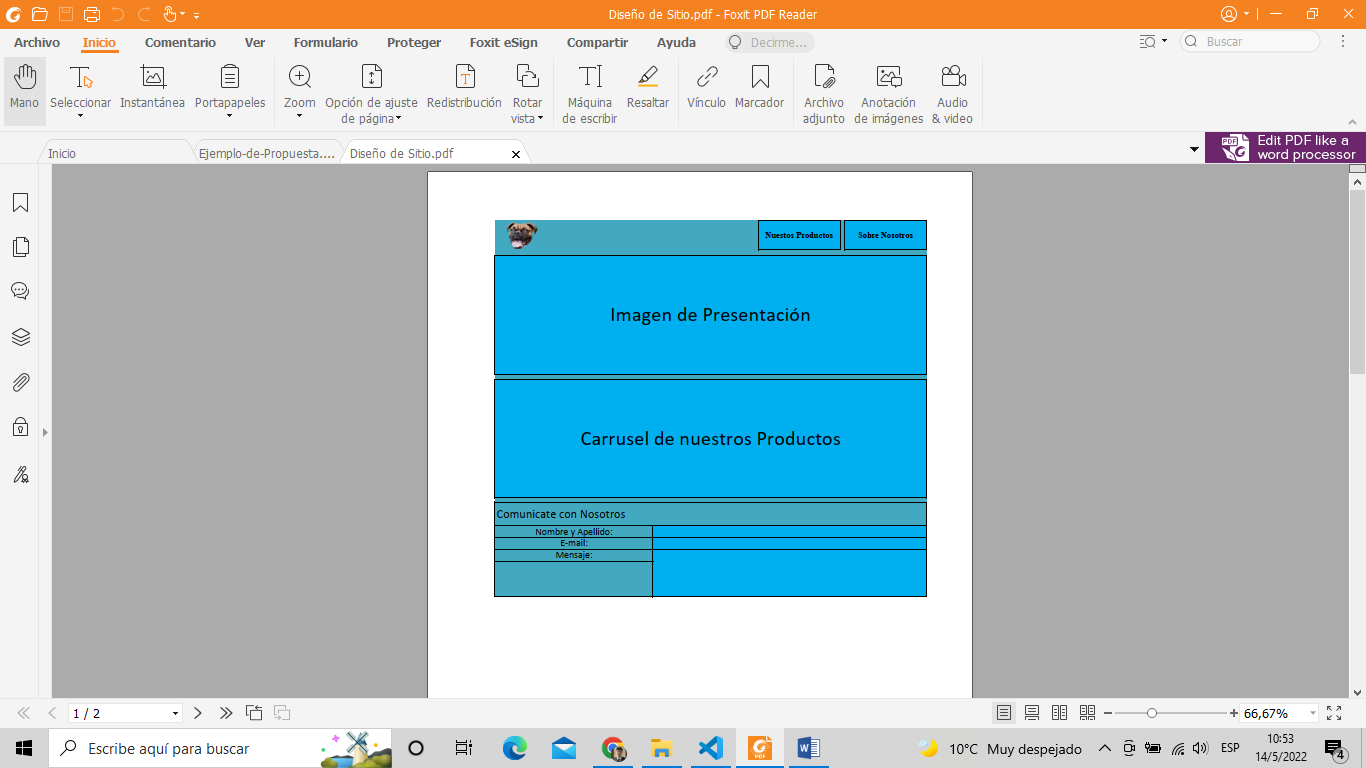 Diseño de Sitio.pdf - Foxit PDF Reader
Archivo Inicio Comentario Ver Formulario Proteger Foxit eSign Compartir Ayuda Decirme... Buscar
Mano Seleccionar Instantánea Portapapeles Zoom Opción de ajuste de página Redistribución Rotar vista Máquina de escribir Resaltar Vínculo Marcador Archivo adjunto Anotación de imágenes Audio & video
Inicio Ejemplo-de-Propuesta.... Diseño de Sitio.pdf
PDF
Edit PDF like a
word processor
Nuestos Productos Sobre Nosotros
Imagen de Presentación
Carrusel de nuestros Productos
Comunicate con Nosotros
Nombre y Apellido:
E-mail:
Mensaje:
1 / 2 66,67%
Escribe aquí para buscar PDF 10°C Muy despejado ESP 10:53
14/5/2022 4